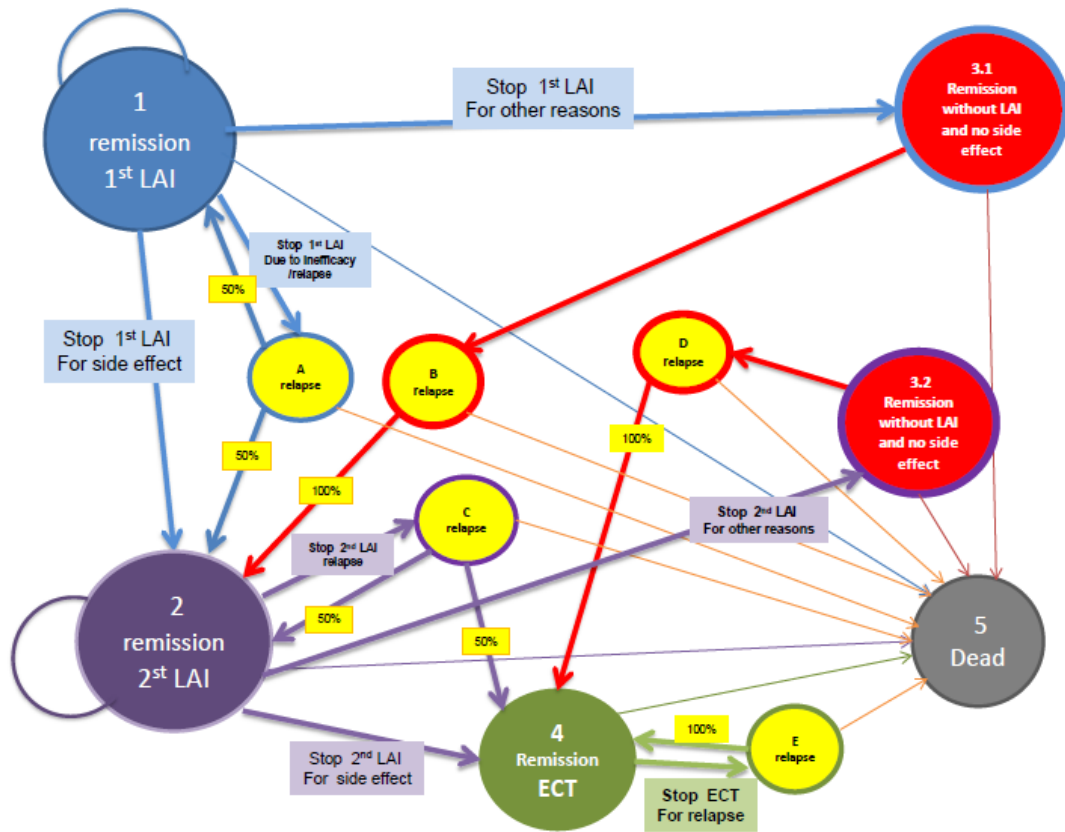 1
remission
1st LAI
Stop 1st LAI
For other reasons
3.1
Remission
without LAI
and no side
effect
Stop 1st LAI
Due to inefficacy
/relapse
50%
Stop 1st LAI
For side effect
A
relapse
B
relapse
D
relapse
3.2
Remission
without LAI
and no side
effect
50%
100%
100%
C
relapse
Stop 2nd LAI
For other reasons
Stop 2nd LAI
relapse
2
remission
2st LAI
50%
50%
5
Dead
4
Remission
ECT
100%
E
relapse
Stop 2nd LAI
For side effect
Stop ECT
For relapse